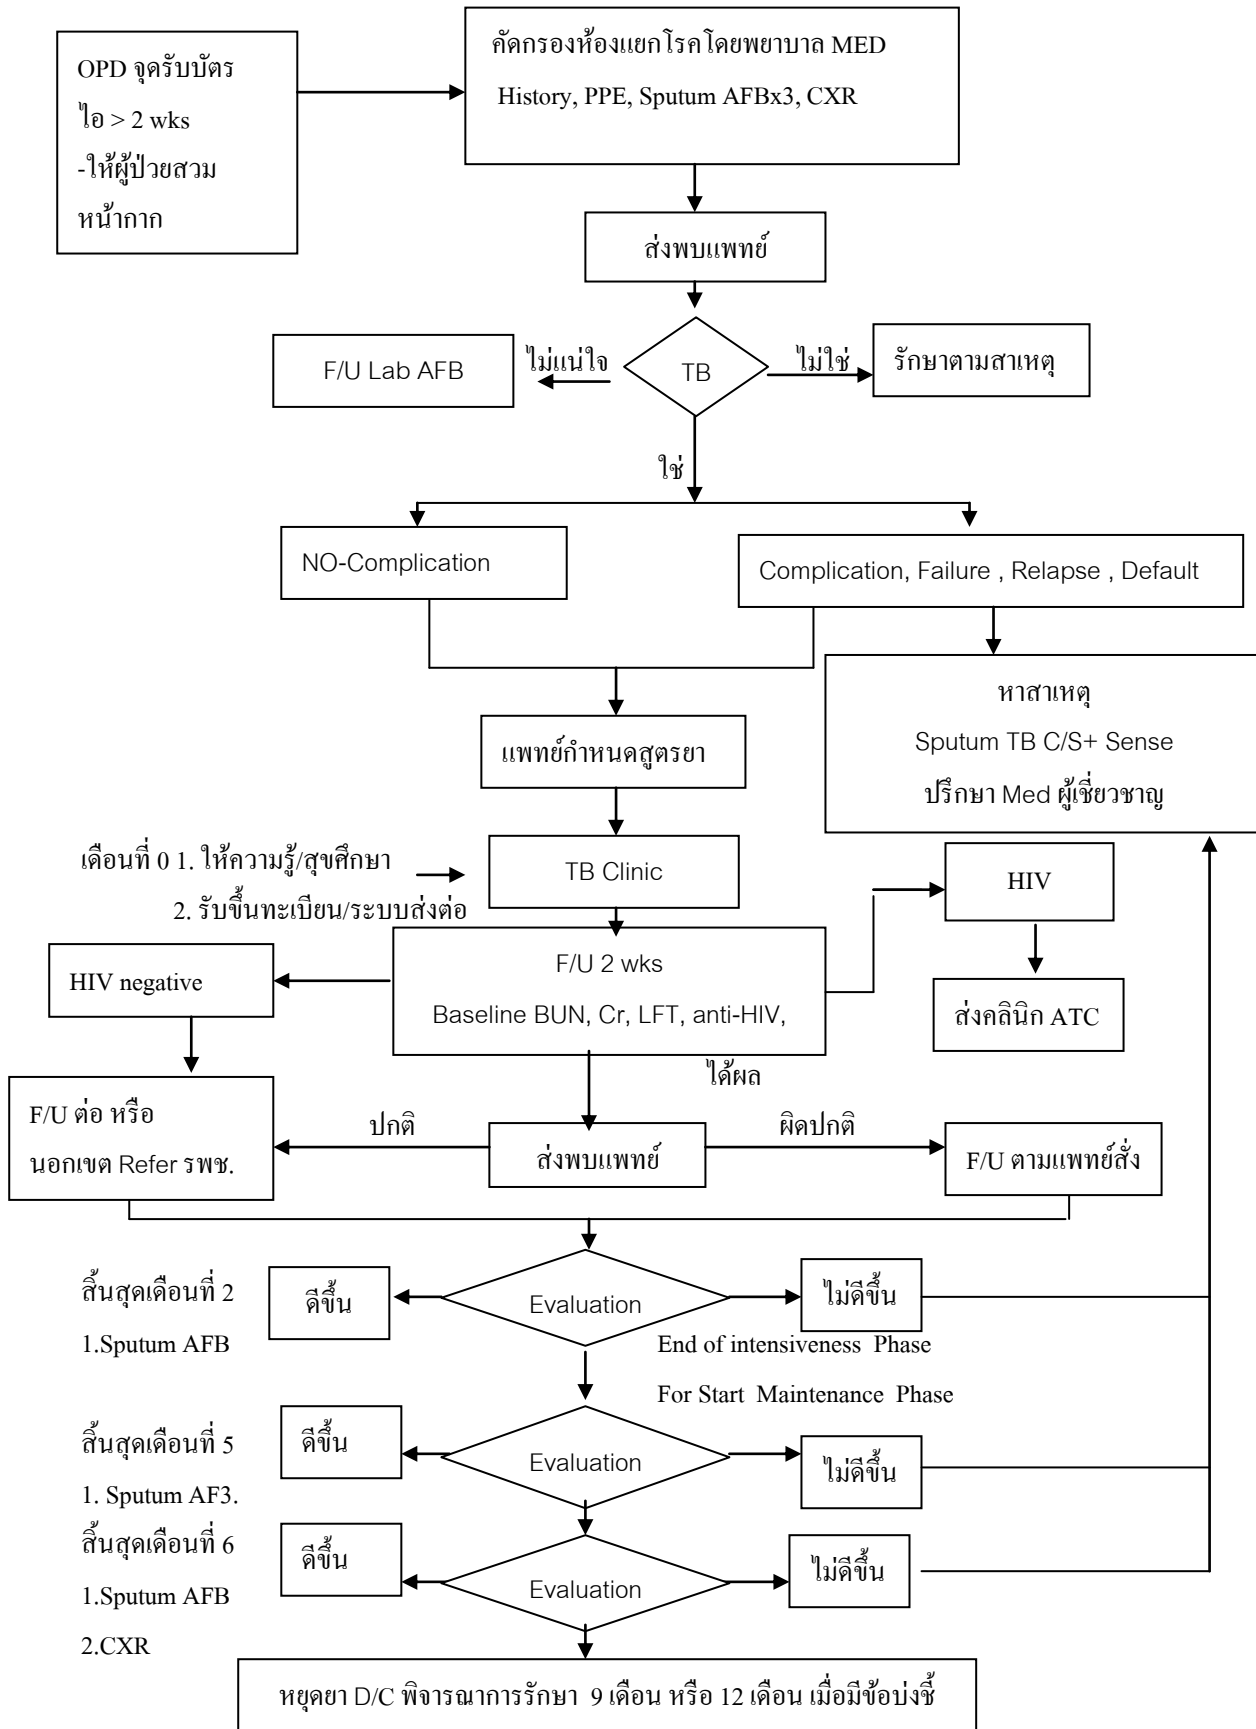 OPD จุดรับบัตร
ไอ > 2 wks
-ให้ผู้ป่วยสวม
หน้ากาก
คัดกรองห้องแยกโรคโดยพยาบาล MED
History, PPE, Sputum AFBx3, CXR
ส่งพบแพทย์
F/U Lab AFB
ไม่แน่ใจ
TB
ไม่ใช่
รักษาตามสาเหตุ
ใช่
NO-Complication
Complication, Failure , Relapse , Default
หาสาเหตุ
Sputum TB C/S+ Sense
ปรึกษา Med ผู้เชี่ยวชาญ
แพทย์กำหนดสูตรยา
เดือนที่ 0 1. ให้ความรู้/สุขศึกษา
2. รับขึ้นทะเบียน/ระบบส่งต่อ
TB Clinic
HIV
HIV negative
F/U 2 wks
Baseline BUN, Cr, LFT, anti-HIV,
ส่งคลินิก ATC
ได้ผล
F/U ต่อ หรือ
นอกเขต Refer รพช.
ปกติ
ส่งพบแพทย์
ผิดปกติ
F/U ตามแพทย์สั่ง
สิ้นสุดเดือนที่ 2
1.Sputum AFB
ดีขึ้น
Evaluation
ไม่ดีขึ้น
End of intensiveness Phase
For Start Maintenance Phase
สิ้นสุดเดือนที่ 5
1. Sputum AF3.
ดีขึ้น
Evaluation
ไม่ดีขึ้น
สิ้นสุดเดือนที่ 6
1.Sputum AFB
2.CXR
ดีขึ้น
Evaluation
ไม่ดีขึ้น
หยุดยา D/C พิจารณาการรักษา 9 เดือน หรือ 12 เดือน เมื่อมีข้อบ่งชี้